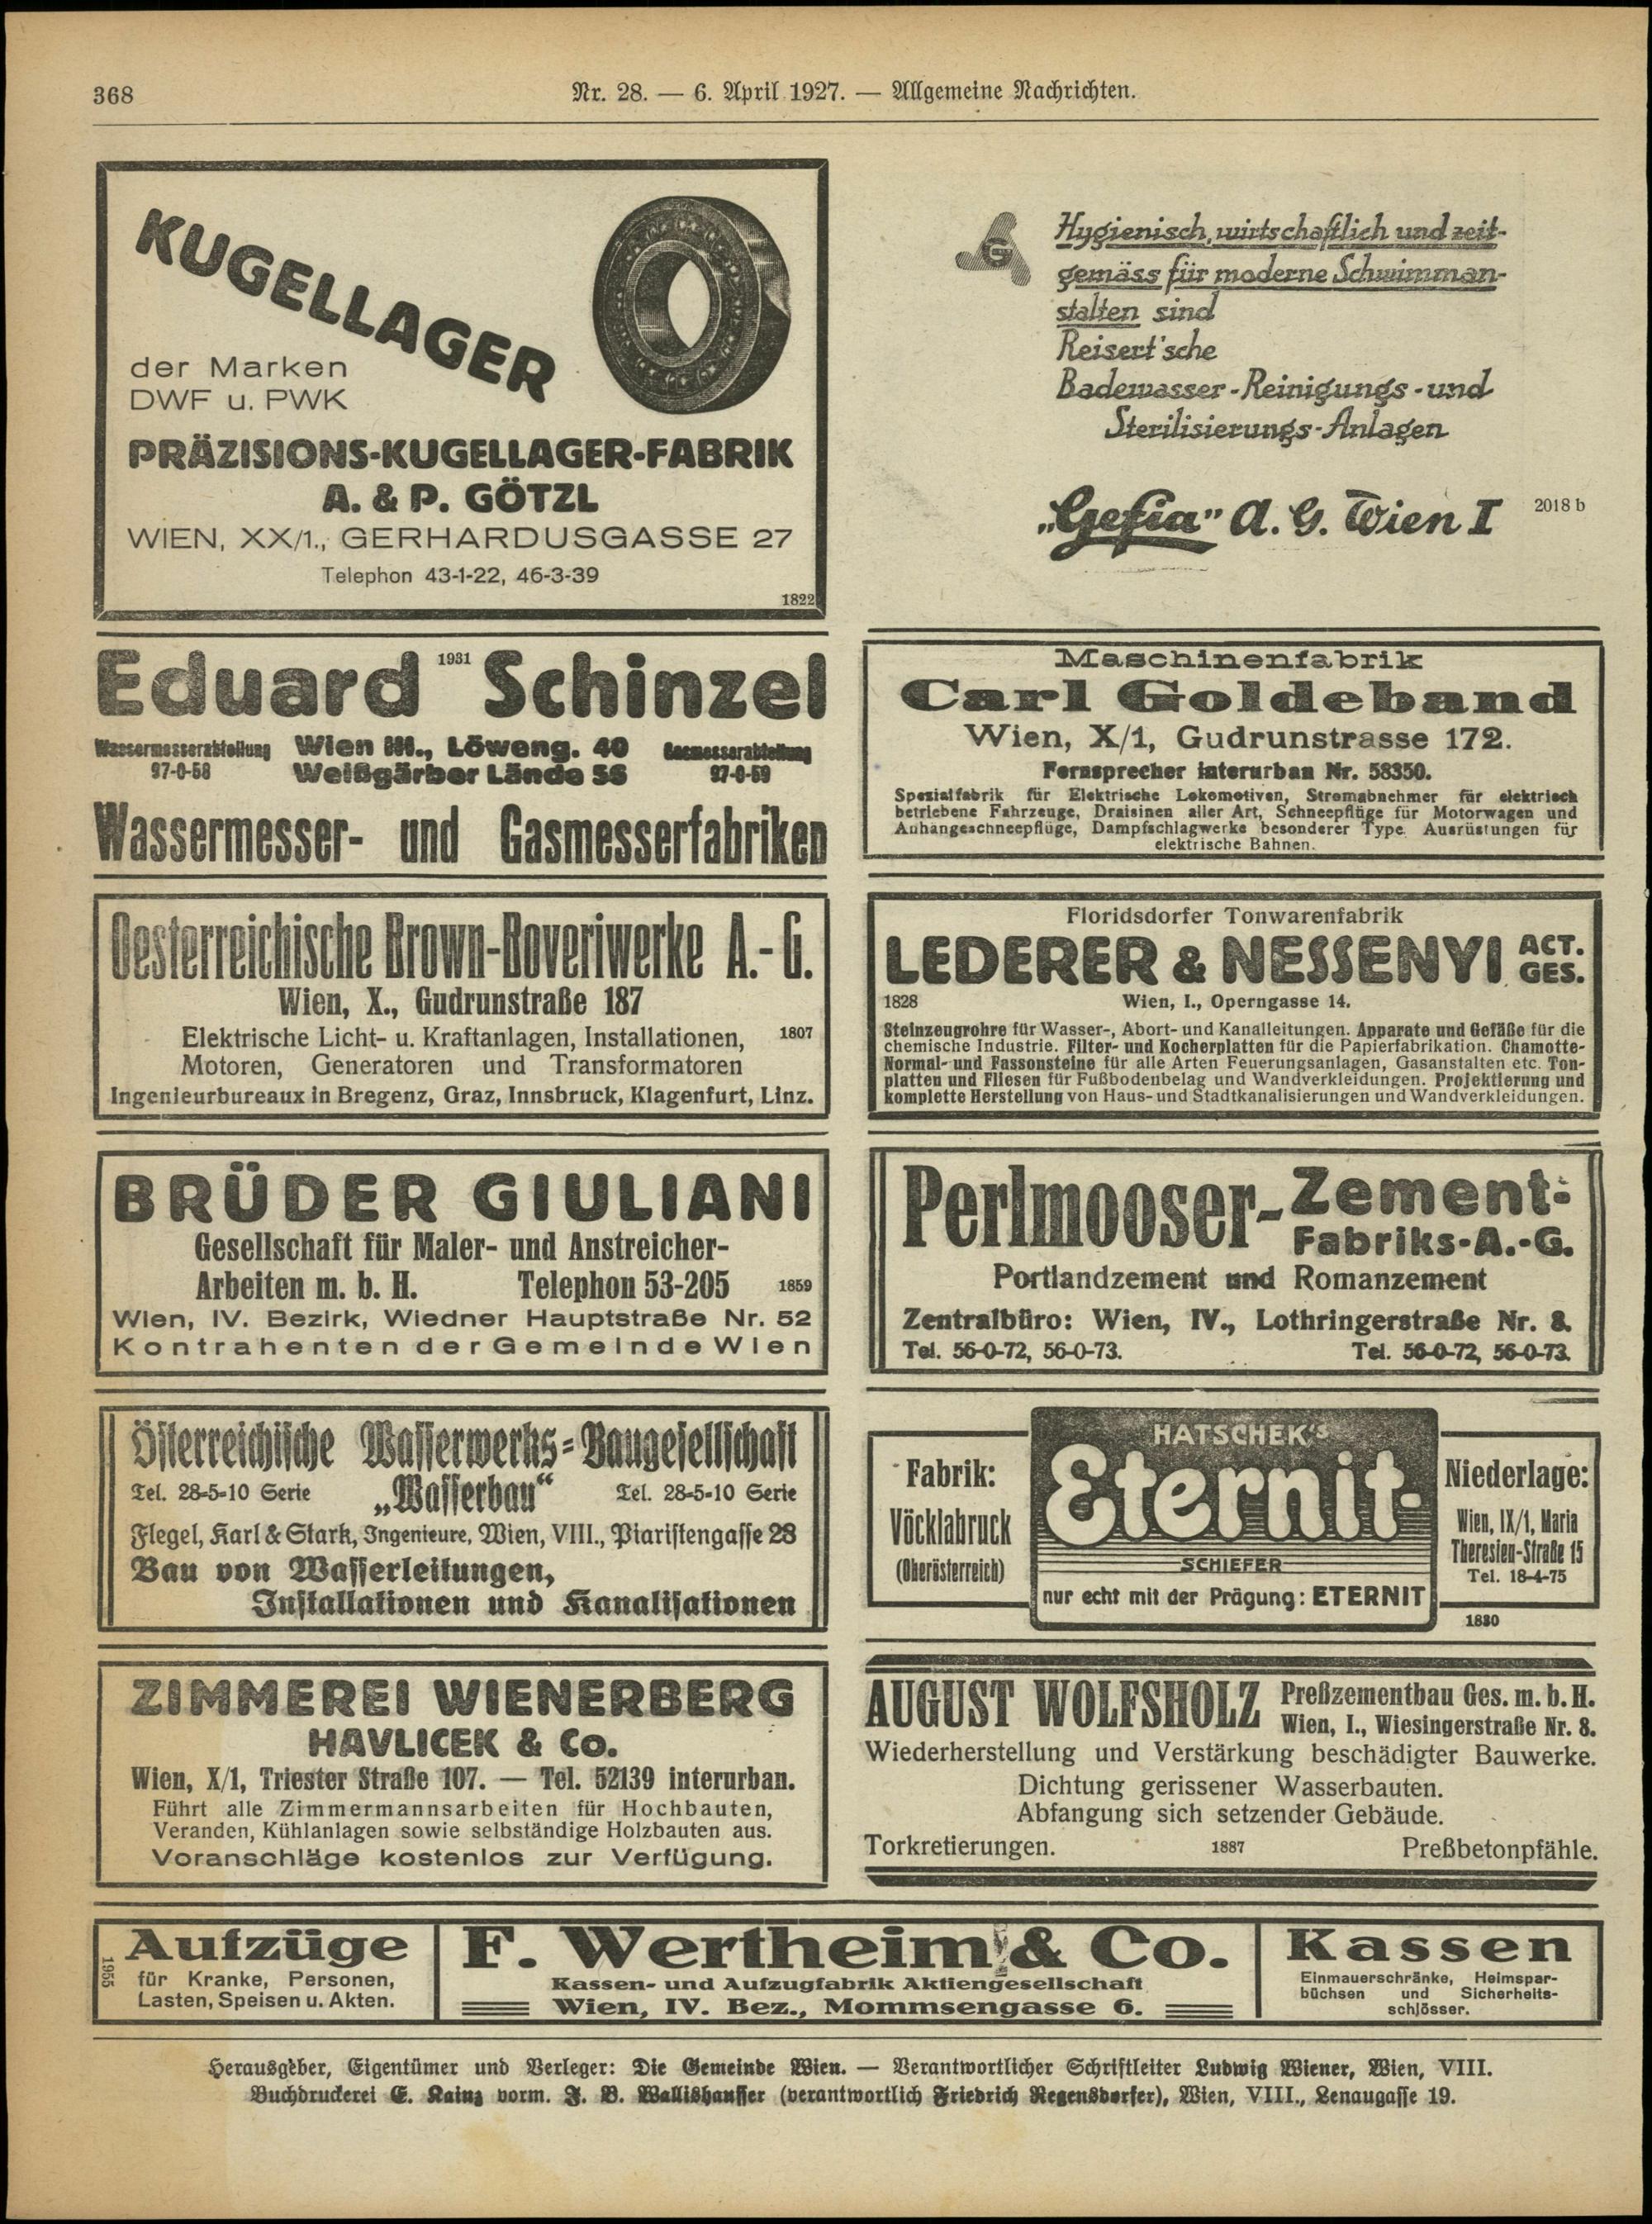 368
Nr. 28. — 6. April 1927. — Allgemeine Nachrichten.
KUGELLAGER
der Marken
DWF u. PWK
PRÄZISIONS-KUGELLAGER-FABRIK
A. & P. GÖTZL
WIEN, XX/1., GERHARDUSGASSE 27
Telephon 43-1-22, 46-3-39
1822
G
Hygienisch, wirtschaftlich und zeit-
gemäss für moderne Schwimman-
stalten sind
Reisert'sche
Badewasser-Reinigungs-und
Sterilisierungs-Anlagen
„Gefia" A. G. Wien I
2018 b
Eduard Schinzel
1931
Wassermesserabteilung Wien III., Löweng. 40 Gasmesserabteilung
97-0-58 Weißgärber Lände 56 97-0-59
Wassermesser- und Gasmesserfabriken
Maschinenfabrik
Carl Goldeband
Wien, X/1, Gudrunstrasse 172.
Fernsprecher interurban Nr. 58350.
Spezialfabrik für Elektrische Lokomotiven, Stromabnehmer für elektrisch
betriebene Fahrzeuge, Draisinen aller Art, Schneepflüge für Motorwagen und
Anhängeschneepflüge, Dampfschlagwerke besonderer Type. Ausrüstungen für
elektrische Bahnen.
Oesterreichische Brown-Boveriwerke A.-G.
Wien, X., Gudrunstraße 187
Elektrische Licht- u. Kraftanlagen, Installationen,
1807
Motoren, Generatoren und Transformatoren
Ingenieurbureaux in Bregenz, Graz, Innsbruck, Klagenfurt, Linz.
Floridsdorfer Tonwarenfabrik
LEDERER & NESSENYI ACT. GES.
1828
Wien, I., Operngasse 14.
Steinzeugrohre für Wasser-, Abort- und Kanalleitungen. Apparate und Gefäße für die
chemische Industrie. Filter- und Kocherplatten für die Papierfabrikation. Chamotte-
Normal- und Fassonsteine für alle Arten Feuerungsanlagen, Gasanstalten etc. Ton-
platten und Fliesen für Fußbodenbelag und Wandverkleidungen. Projektierung und
komplette Herstellung von Haus- und Stadtkanalisierungen und Wandverkleidungen.
BRÜDER GIULIANI
Gesellschaft für Maler- und Anstreicher-
Arbeiten m. b. H. Telephon 53-205
1859
Wien, IV. Bezirk, Wiedner Hauptstraße Nr. 52
Kontrahenten der Gemeinde Wien
Perlmooser- Zement-
Fabriks-A.-G.
Portlandzement und Romanzement
Zentralbüro: Wien, IV., Lothringerstraße Nr. 8.
Tel. 56-0-72, 56-0-73. Tel. 56-0-72, 56-0-73.
Österreichische Wasserwerks-Baugesellschaft
Tel. 28-5-10 Serie „Wasserbau“ Tel. 28-5-10 Serie
Flegel, Karl & Stark, Ingenieure, Wien, VIII., Piaristengasse 28
Bau von Wasserleitungen,
Installationen und Kanalisationen
Fabrik:
Vöcklabruck
(Oberösterreich)
HATSCHEK's
Eternit-
SCHIEFER
nur echt mit der Prägung: ETERNIT
Niederlage:
Wien, IX/1, Maria
Theresien-Straße 15
Tel. 18-4-75
1830
ZIMMEREI WIENERBERG
HAVLICEK & Co.
Wien, X/1, Triester Straße 107. — Tel. 52139 interurban.
Führt alle Zimmermannsarbeiten für Hochbauten,
Veranden, Kühlanlagen sowie selbständige Holzbauten aus.
Voranschläge kostenlos zur Verfügung.
AUGUST WOLFSHOLZ Preßzementbau Ges. m. b. H.
Wien, I., Wiesingerstraße Nr. 8.
Wiederherstellung und Verstärkung beschädigter Bauwerke.
Dichtung gerissener Wasserbauten.
Abfangung sich setzender Gebäude.
Torkretierungen. 1887 Preßbetonpfähle.
1955
Aufzüge
für Kranke, Personen,
Lasten, Speisen u. Akten.
F. Wertheim & Co.
Kassen- und Aufzugfabrik Aktiengesellschaft
Wien, IV. Bez., Mommsengasse 6.
Kassen
Einmauerschränke, Heimspar-
büchsen und Sicherheits-
schlösser.
Herausgeber, Eigentümer und Verleger: Die Gemeinde Wien. — Verantwortlicher Schriftleiter Ludwig Wiener, Wien, VIII.
Buchdruckerei E. Kainz vorm. J. B. Wallishausser (verantwortlich Friedrich Regensdorfer), Wien, VIII., Lenaugasse 19.